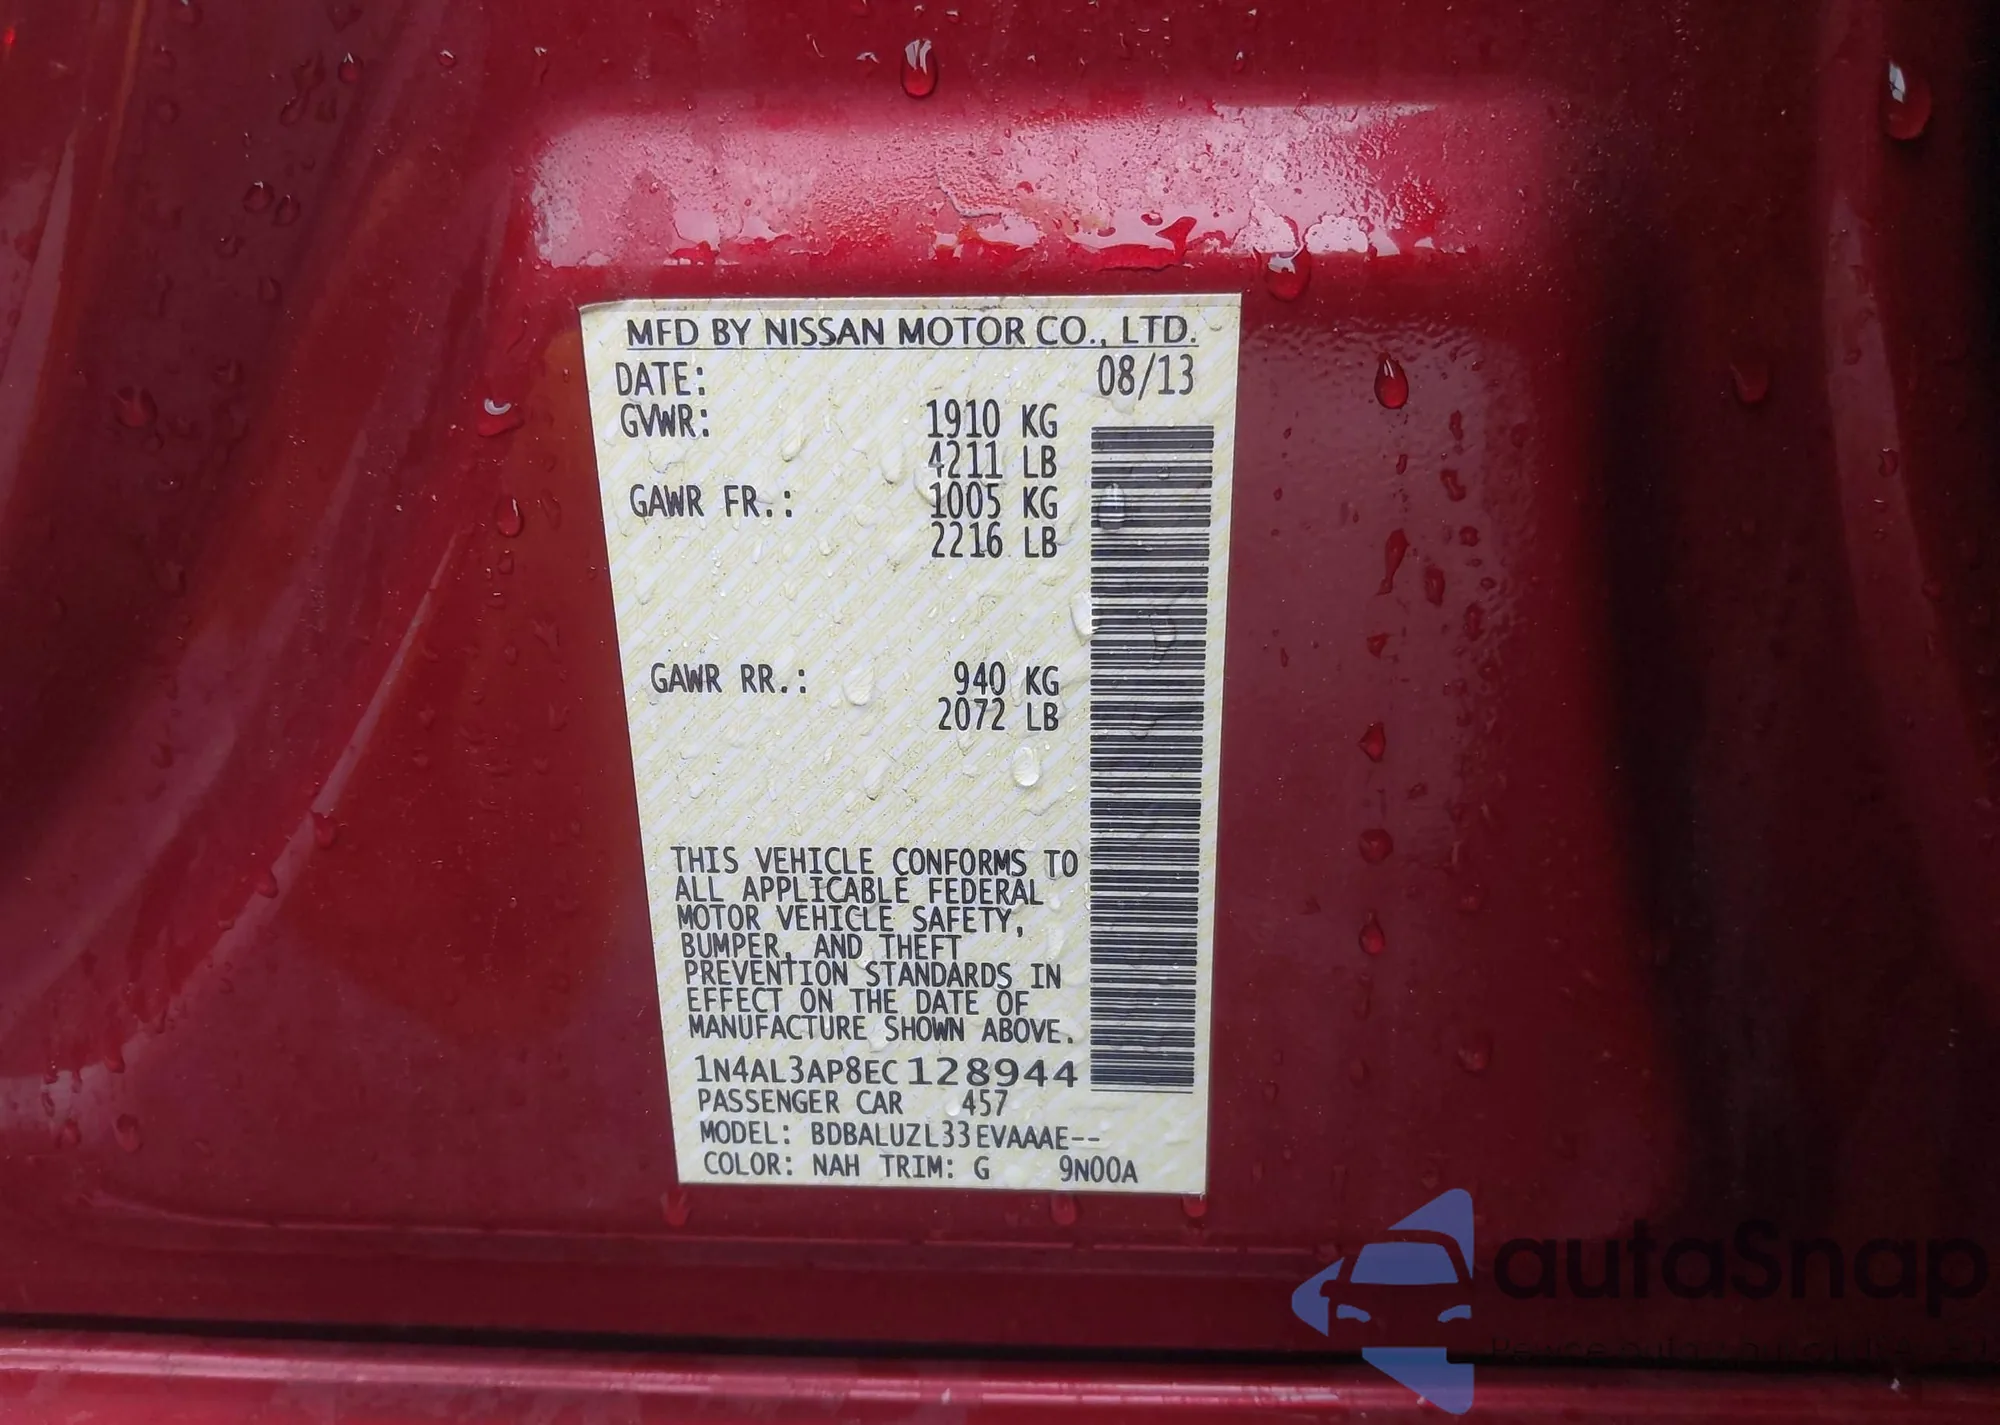 MFD BY NISSAN MOTOR CO., LTD.
DATE: 08/13
GVWR: 1910 KG
4211 LB
GAWR FR.: 1005 KG
2216 LB
GAWR RR.: 940 KG
2072 LB
THIS VEHICLE CONFORMS TO
ALL APPLICABLE FEDERAL
MOTOR VEHICLE SAFETY,
BUMPER, AND THEFT
PREVENTION STANDARDS IN
EFFECT ON THE DATE OF
MANUFACTURE SHOWN ABOVE.
1N4AL3AP8EC128944
PASSENGER CAR 457
MODEL: BDBALUZL33EVAAAE--
COLOR: NAH TRIM: G 9N00A
autaSnap